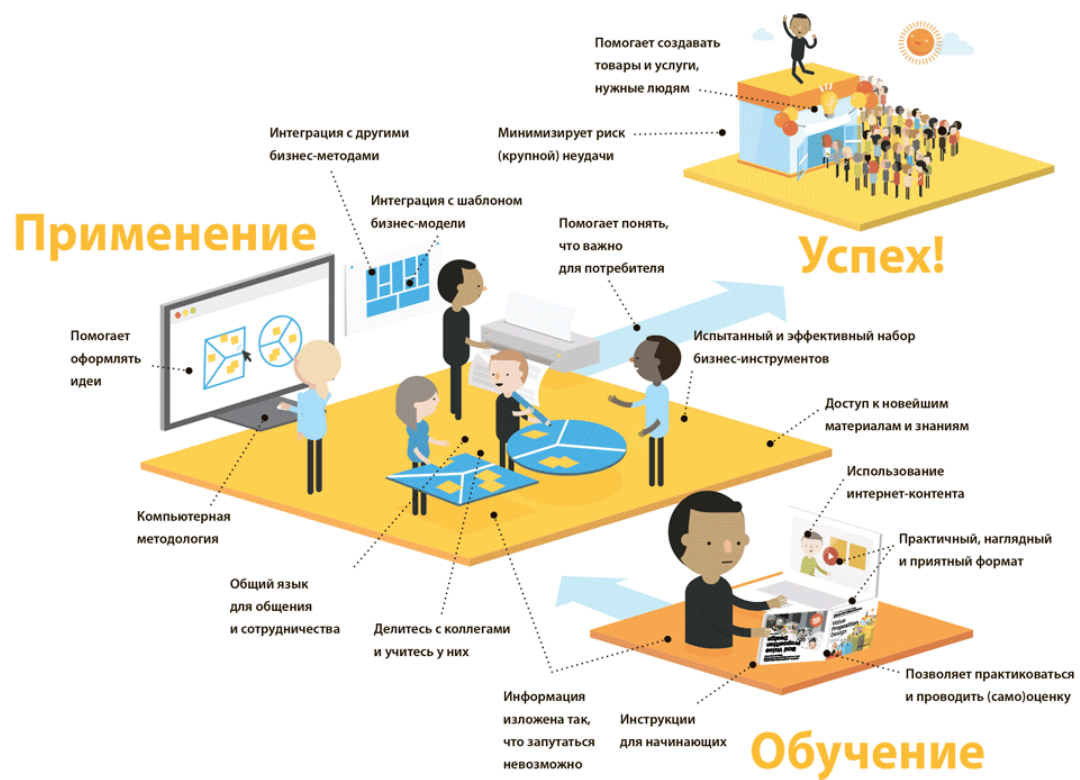 Помогает создавать
товары и услуги,
нужные людям
Минимизирует риск
(крупной) неудачи
Успех!
Интеграция с другими
бизнес-методами
Интеграция с шаблоном
бизнес-модели
Применение
Помогает понять,
что важно
для потребителя
Помогает
оформлять
идеи
Испытанный и эффективный набор
бизнес-инструментов
Доступ к новейшим
материалам и знаниям
Компьютерная
методология
Общий язык
для общения
и сотрудничества
Делитесь с коллегами
и учитесь у них
Информация
изложена так,
что запутаться
невозможно
Использование
интернет-контента
Практичный, наглядный
и приятный формат
Value
Proposition
Design
Позволяет практиковаться
и проводить (само)оценку
Инструкции
для начинающих
Обучение